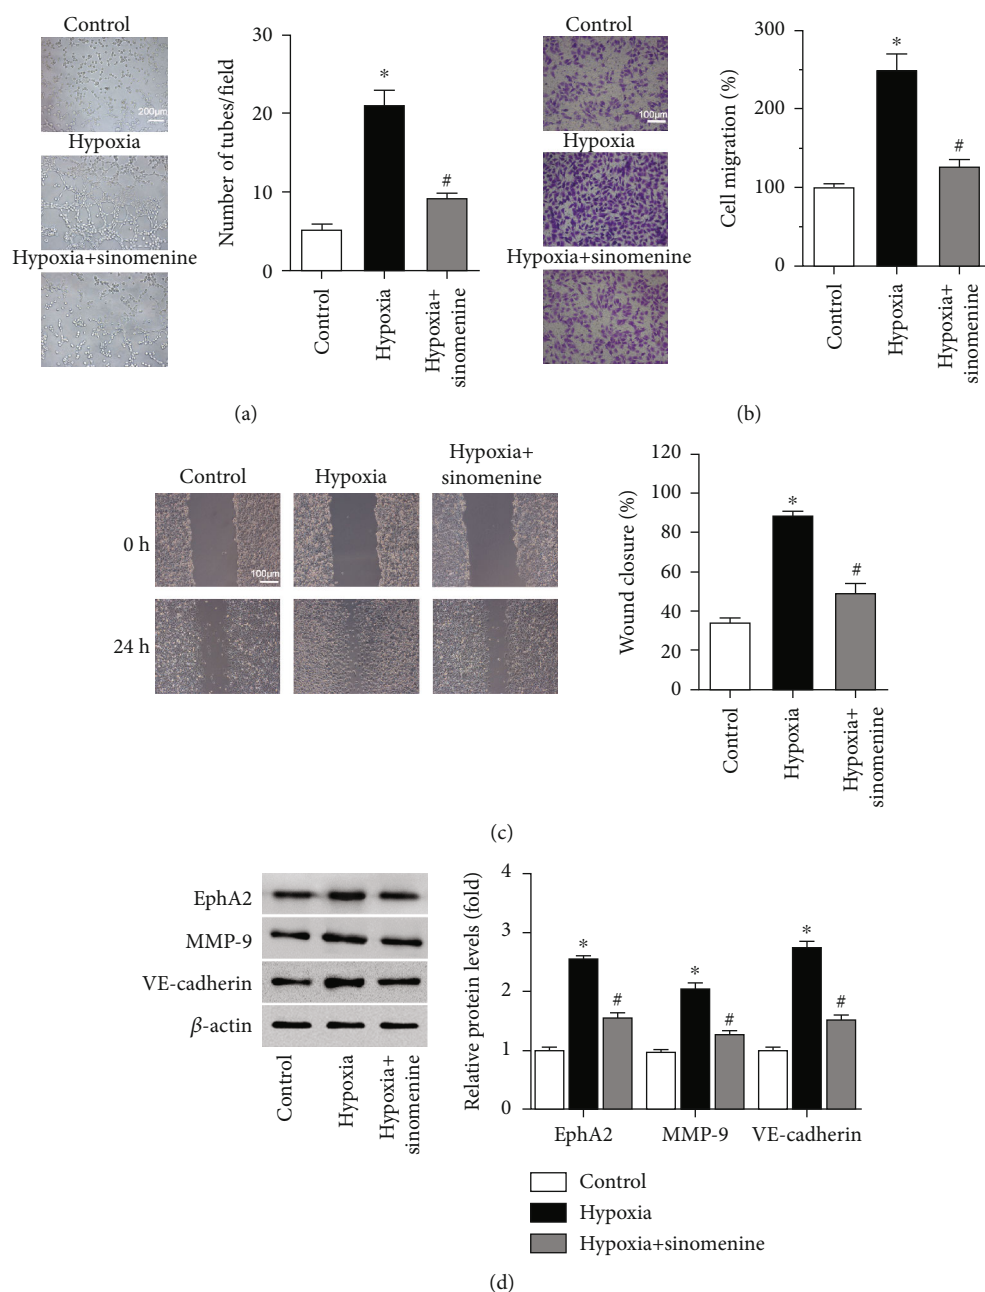 Control
200μm
Hypoxia
Hypoxia+sinomenine
Number of tubes/field
30
20
10
0
*
#
Control
Hypoxia
Hypoxia+
sinomenine
(a)
Control
100μm
Hypoxia
Hypoxia+sinomenine
Cell migration (%)
300
200
100
0
*
#
Control
Hypoxia
Hypoxia+
sinomenine
(b)
Control
Hypoxia
Hypoxia+
sinomenine
0 h
100μm
24 h
Wound closure (%)
120
100
80
60
40
20
0
*
#
Control
Hypoxia
Hypoxia+
sinomenine
(c)
EphA2
MMP-9
VE-cadherin
β-actin
Control
Hypoxia
Hypoxia+
sinomenine
Relative protein levels (fold)
4
3
2
1
0
*
#
*
#
*
#
EphA2
MMP-9
VE-cadherin
Control
Hypoxia
Hypoxia+sinomenine
(d)